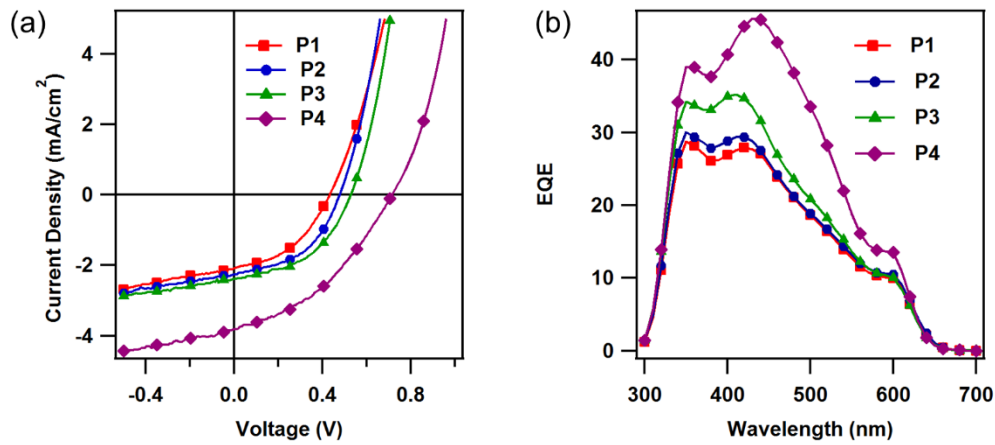 (a)
Current Density (mA/cm²)
4
2
0
-2
-4
-0.4
0.0
0.4
0.8
Voltage (V)
P1
P2
P3
P4
(b)
EQE
40
30
20
10
0
300
400
500
600
700
Wavelength (nm)
P1
P2
P3
P4